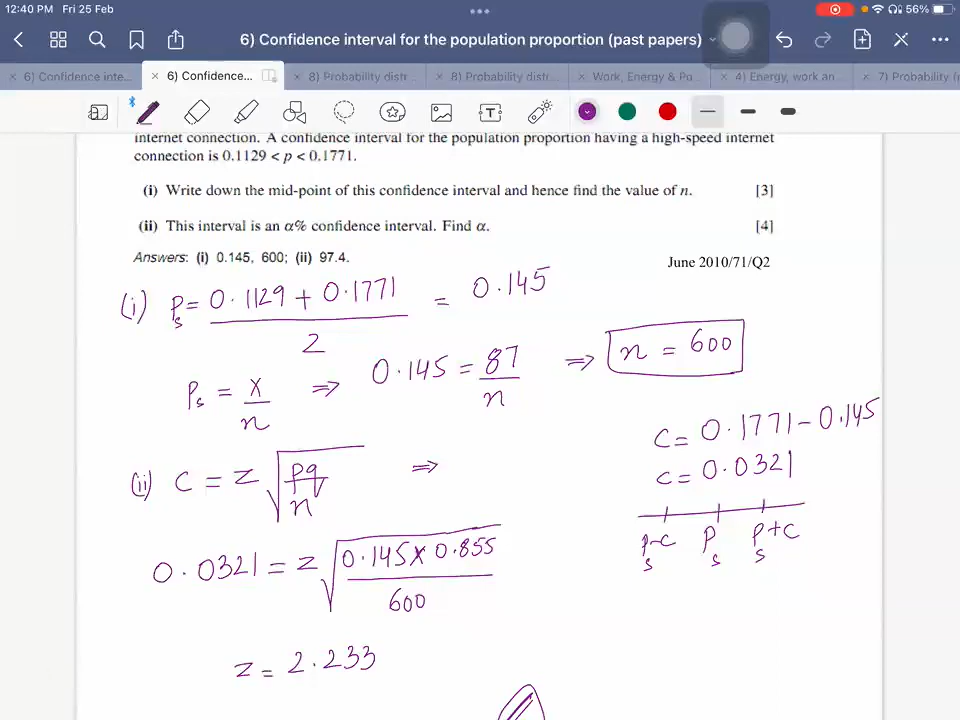 12:40 PM Fri 25 Feb
56%
6) Confidence interval for the population proportion (past papers)
6) Confidence inte...
6) Confidence...
8) Probability distr...
8) Probability distr...
Work, Energy & Po...
4) Energy, work an...
7) Probability (
internet connection. A confidence interval for the population proportion having a high-speed internet
connection is 0.1129 < p < 0.1771.
(i) Write down the mid-point of this confidence interval and hence find the value of n. [3]
(ii) This interval is an α% confidence interval. Find α. [4]
Answers: (i) 0.145, 600; (ii) 97.4.
June 2010/71/Q2
(i) Ps = 0.1129 + 0.1771 / 2 = 0.145
Ps = x/n ⇒ 0.145 = 87/n ⇒ n = 600
C = 0.1771 - 0.145
C = 0.0321
(ii) C = z √(pq/n) ⇒
Ps-C Ps Ps+C
0.0321 = z √(0.145 × 0.855 / 600)
z = 2.233